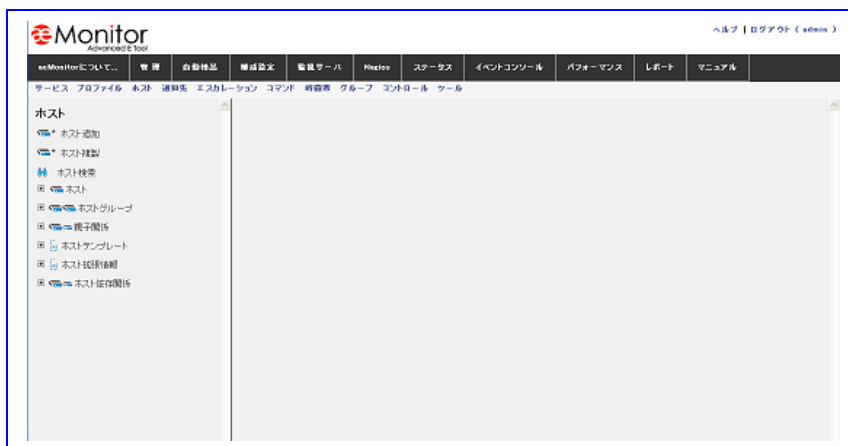 æMonitor
Advanced E Tool
ヘルプ | ログアウト ( admin )
aeMonitorについて... 管理 自動検出 構成設定 監視サーバ Nagios ステータス イベントコンソール パフォーマンス レポート マニュアル
サービス プロファイル ホスト 通知先 エスカレーション コマンド 時間帯 グループ コントロール ツール
ホスト
ホスト追加
ホスト複製
ホスト検索
ホスト
ホストグループ
親子関係
ホストテンプレート
ホスト拡張情報
ホスト依存関係